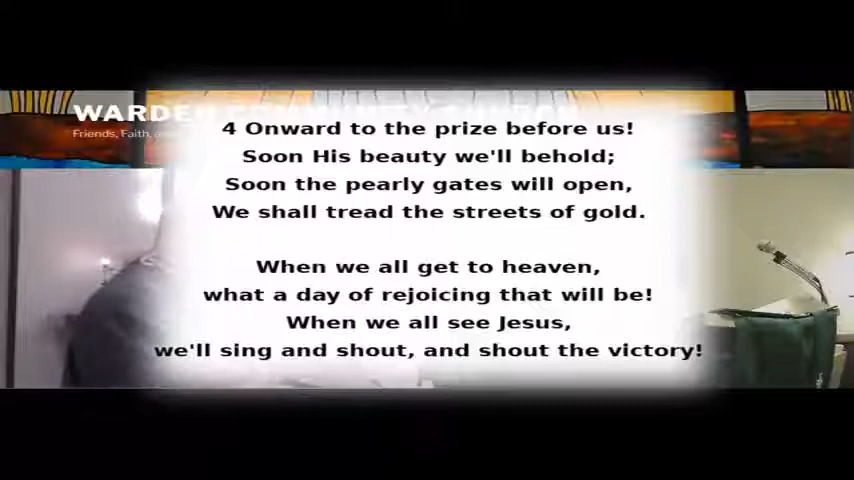 WARDEN COMMUNITY CHURCH
Friends, Faith,
4 Onward to the prize before us!
Soon His beauty we'll behold;
Soon the pearly gates will open,
We shall tread the streets of gold.
When we all get to heaven,
what a day of rejoicing that will be!
When we all see Jesus,
we'll sing and shout, and shout the victory!